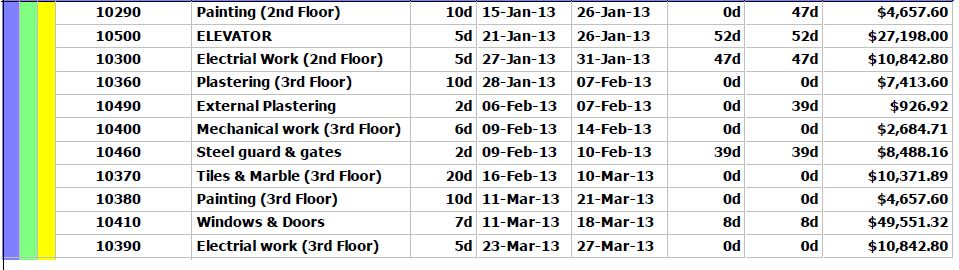 10290 Painting (2nd Floor) 10d 15-Jan-13 26-Jan-13 0d 47d $4,657.60
10500 ELEVATOR 5d 21-Jan-13 26-Jan-13 52d 52d $27,198.00
10300 Electrial Work (2nd Floor) 5d 27-Jan-13 31-Jan-13 47d 47d $10,842.80
10360 Plastering (3rd Floor) 10d 28-Jan-13 07-Feb-13 0d 0d $7,413.60
10490 External Plastering 2d 06-Feb-13 07-Feb-13 0d 39d $926.92
10400 Mechanical work (3rd Floor) 6d 09-Feb-13 14-Feb-13 0d 0d $2,684.71
10460 Steel guard & gates 2d 09-Feb-13 10-Feb-13 39d 39d $8,488.16
10370 Tiles & Marble (3rd Floor) 20d 16-Feb-13 10-Mar-13 0d 0d $10,371.89
10380 Painting (3rd Floor) 10d 11-Mar-13 21-Mar-13 0d 0d $4,657.60
10410 Windows & Doors 7d 11-Mar-13 18-Mar-13 8d 8d $49,551.32
10390 Electrial work (3rd Floor) 5d 23-Mar-13 27-Mar-13 0d 0d $10,842.80